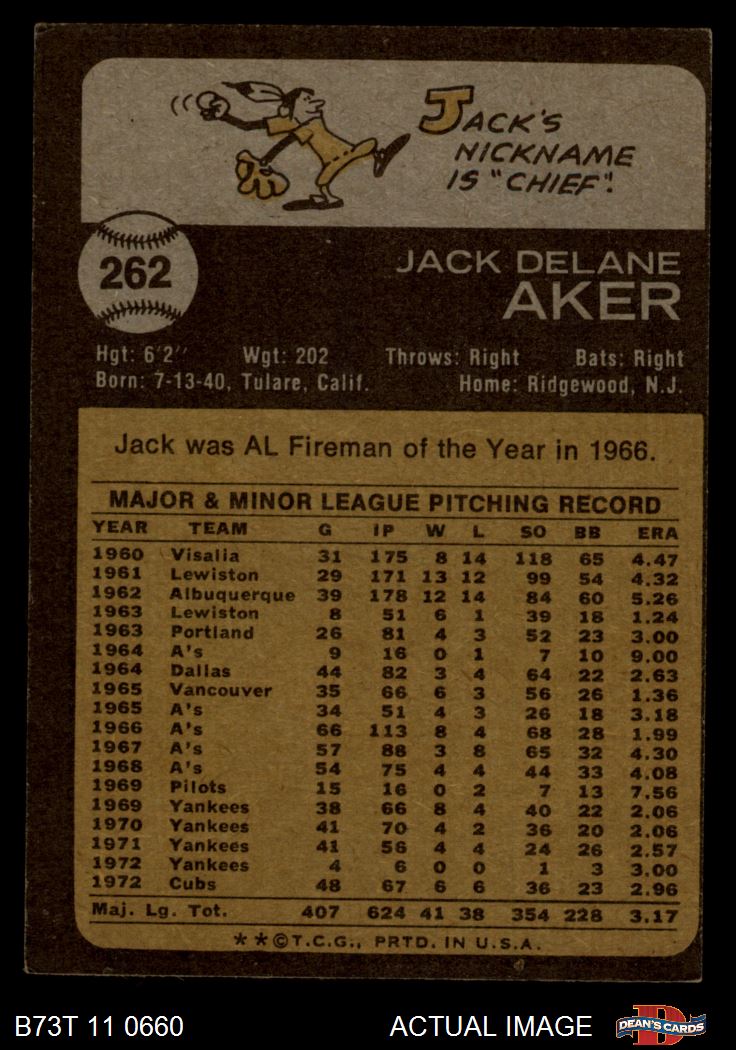 JACK'S
NICKNAME
IS "CHIEF".
262
JACK DELANE
AKER
Hgt: 6'2" Wgt: 202 Throws: Right Bats: Right
Born: 7-13-40, Tulare, Calif. Home: Ridgewood, N.J.
Jack was AL Fireman of the Year in 1966.
MAJOR & MINOR LEAGUE PITCHING RECORD
YEAR TEAM G IP W L SO BB ERA
1960 Visalia 31 175 8 14 118 65 4.47
1961 Lewiston 29 171 13 12 99 54 4.32
1962 Albuquerque 39 178 12 14 84 60 5.26
1963 Lewiston 8 51 6 1 39 18 1.24
1963 Portland 26 81 4 3 52 23 3.00
1964 A's 9 16 0 1 7 10 9.00
1964 Dallas 44 82 3 4 64 22 2.63
1965 Vancouver 35 66 6 3 56 26 1.36
1965 A's 34 51 4 3 26 18 3.18
1966 A's 66 113 8 4 68 28 1.99
1967 A's 57 88 3 8 65 32 4.30
1968 A's 54 75 4 4 44 33 4.08
1969 Pilots 15 16 0 2 7 13 7.56
1969 Yankees 38 66 8 4 40 22 2.06
1970 Yankees 41 70 4 2 36 20 2.06
1971 Yankees 41 56 4 4 24 26 2.57
1972 Yankees 4 6 0 0 1 3 3.00
1972 Cubs 48 67 6 6 36 23 2.96
Maj. Lg. Tot. 407 624 41 38 354 228 3.17
**©T.C.G., PRTD. IN U.S.A.
B73T 11 0660 ACTUAL IMAGE DEAN'S CARDS